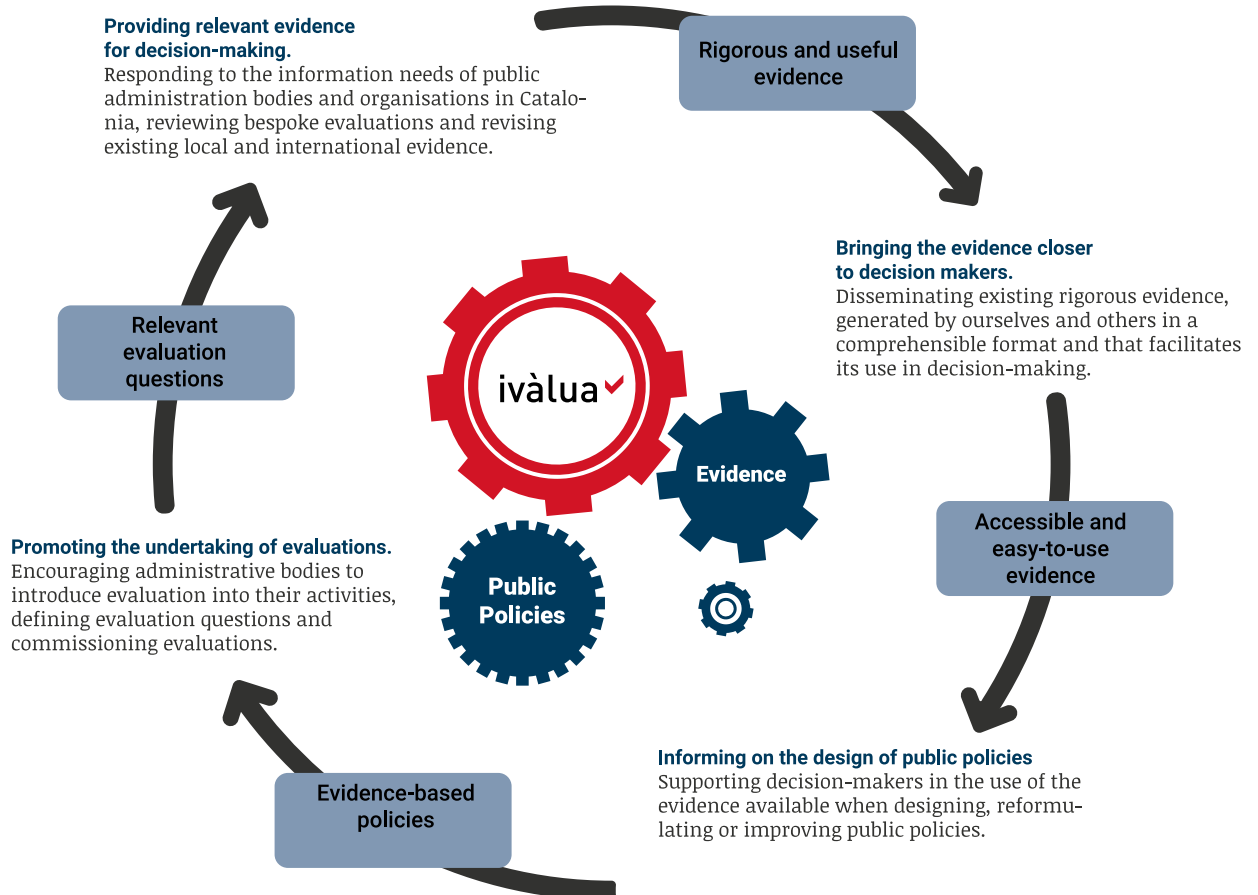 Providing relevant evidence
for decision-making.
Responding to the information needs of public
administration bodies and organisations in Catalo-
nia, reviewing bespoke evaluations and revising
existing local and international evidence.
Rigorous and useful
evidence
Bringing the evidence closer
to decision makers.
Disseminating existing rigorous evidence,
generated by ourselves and others in a
comprehensible format and that facilitates
its use in decision-making.
Relevant
evaluation
questions
ivàlua
Evidence
Accessible and
easy-to-use
evidence
Promoting the undertaking of evaluations.
Encouraging administrative bodies to
introduce evaluation into their activities,
defining evaluation questions and
commissioning evaluations.
Public
Policies
Informing on the design of public policies
Supporting decision-makers in the use of the
evidence available when designing, reformu-
lating or improving public policies.
Evidence-based
policies